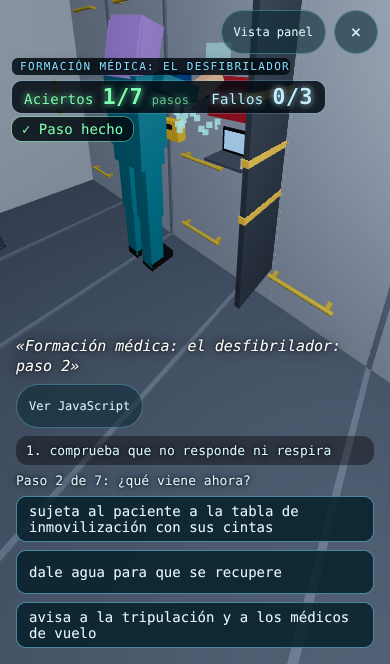 Vista panel
×
FORMACIÓN MÉDICA: EL DESFIBRILADOR
Aciertos 1/7 pasos Fallos 0/3
✓ Paso hecho
«Formación médica: el desfibrilador:
paso 2»
Ver JavaScript
1. comprueba que no responde ni respira
Paso 2 de 7: ¿qué viene ahora?
sujeta al paciente a la tabla de
inmovilización con sus cintas
dale agua para que se recupere
avisa a la tripulación y a los médicos
de vuelo